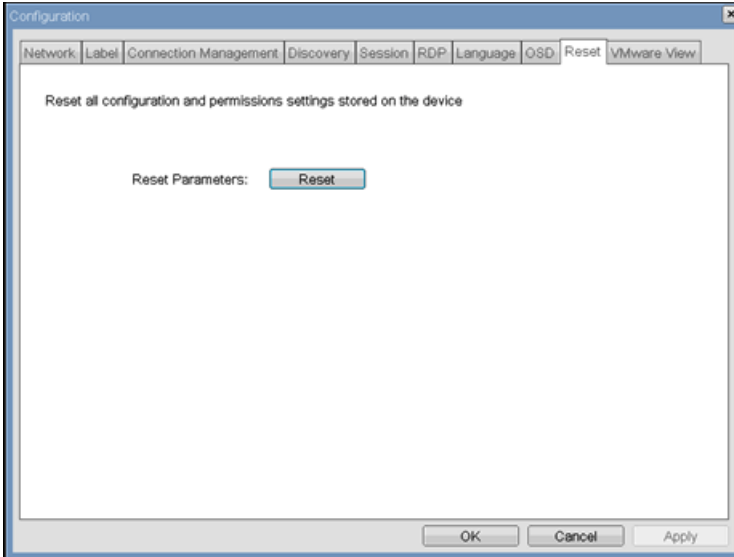 Configuration
Network Label Connection Management Discovery Session RDP Language OSD Reset VMware View
Reset all configuration and permissions settings stored on the device
Reset Parameters: Reset
OK Cancel Apply